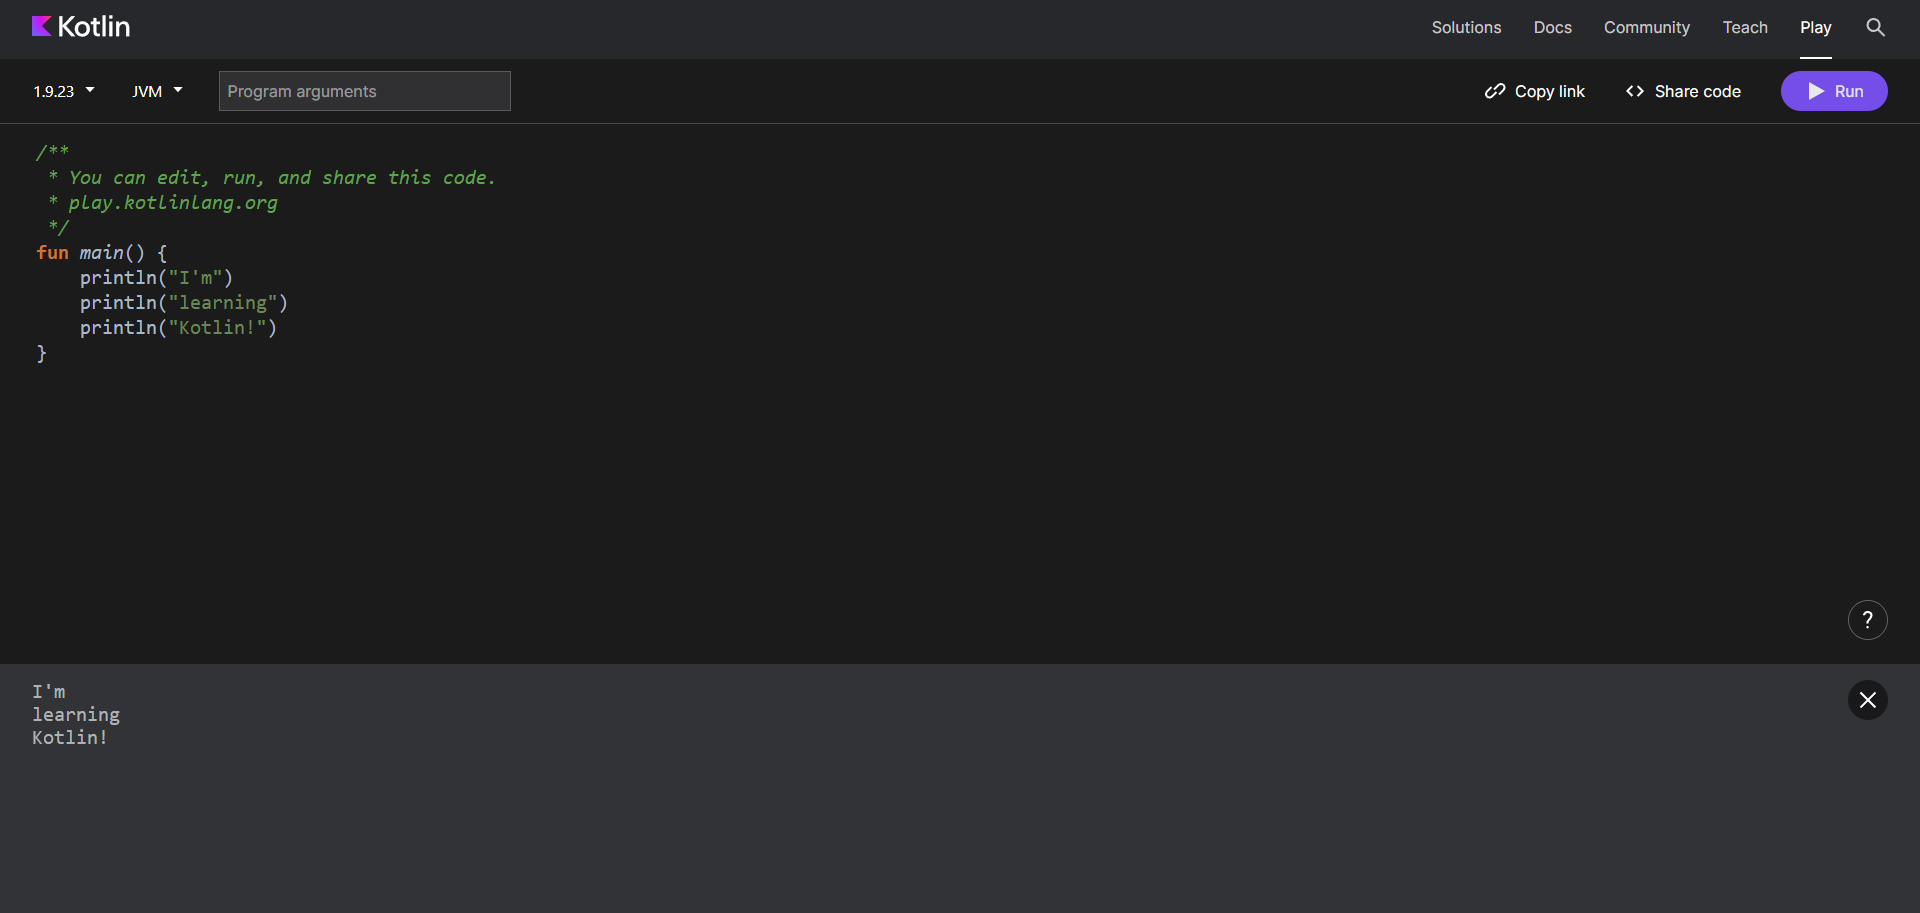 Kotlin
Solutions Docs Community Teach Play
1.9.23 JVM Program arguments Copy link Share code Run
/**
 * You can edit, run, and share this code.
 * play.kotlinlang.org
 */
fun main() {
    println("I'm")
    println("learning")
    println("Kotlin!")
}
?
I'm
learning
Kotlin!